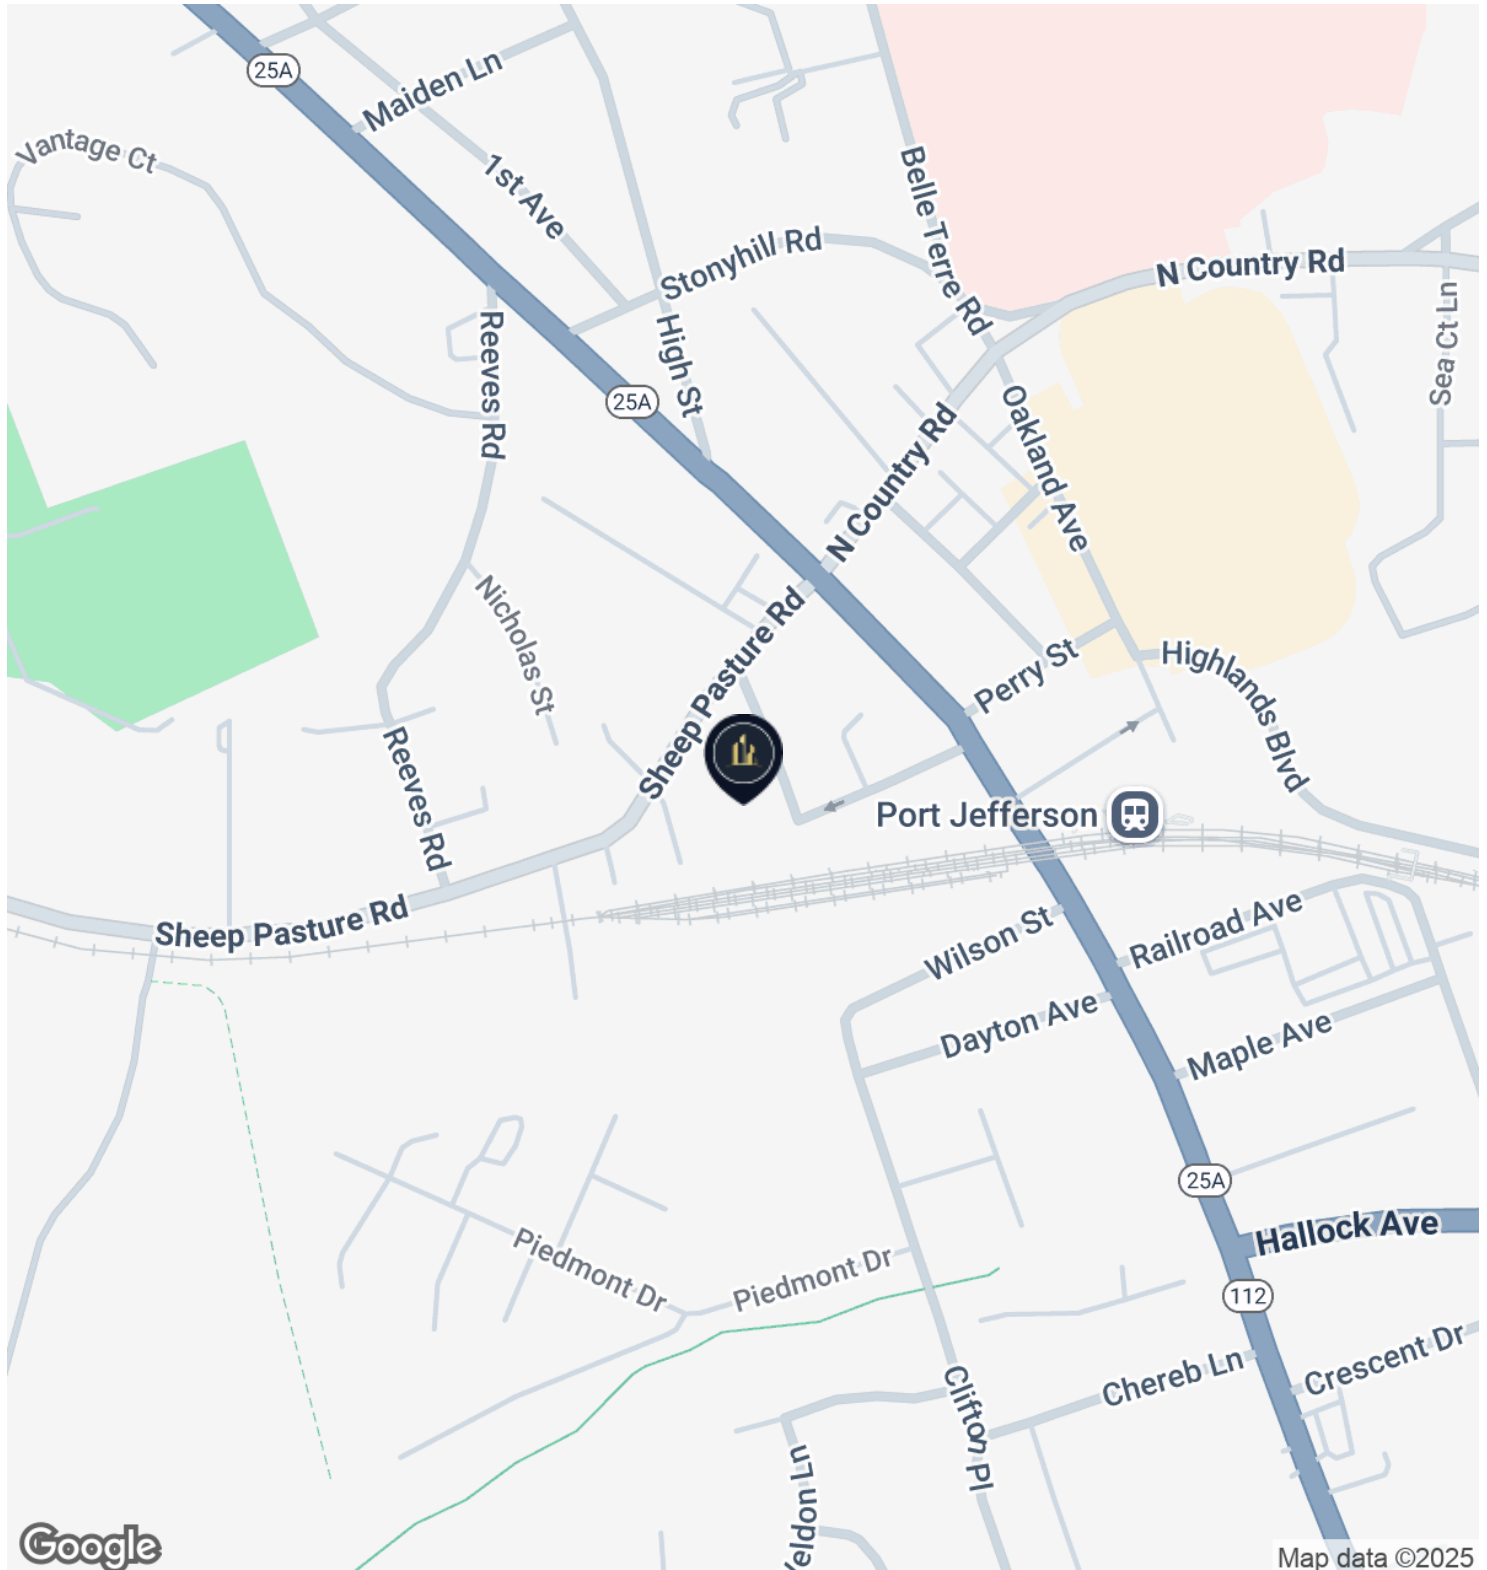 25A
Maiden Ln
Vantage Ct
1st Ave
Belle Terre Rd
Stonyhill Rd
N Country Rd
Sea Ct Ln
Reeves Rd
High St
25A
Oakland Ave
N Country Rd
Nicholas St
Sheep Pasture Rd
Perry St
Highlands Blvd
Reeves Rd
Port Jefferson
Sheep Pasture Rd
Wilson St
Railroad Ave
Dayton Ave
Maple Ave
25A
Hallock Ave
Piedmont Dr
Piedmont Dr
112
Chereb Ln
Crescent Dr
Clifton Pl
Veldon Ln
Google
Map data ©2025